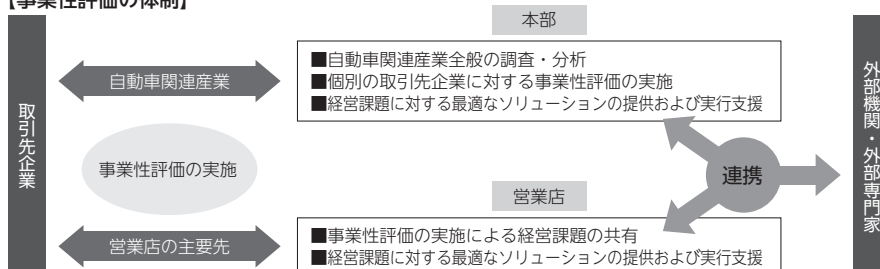 【事業性評価の体制】
本部
■自動車関連産業全般の調査・分析
■個別の取引先企業に対する事業性評価の実施
■経営課題に対する最適なソリューションの提供および実行支援
取引先企業
自動車関連産業
事業性評価の実施
営業店の主要先
営業店
■事業性評価の実施による経営課題の共有
■経営課題に対する最適なソリューションの提供および実行支援
連携
外部機関・外部専門家